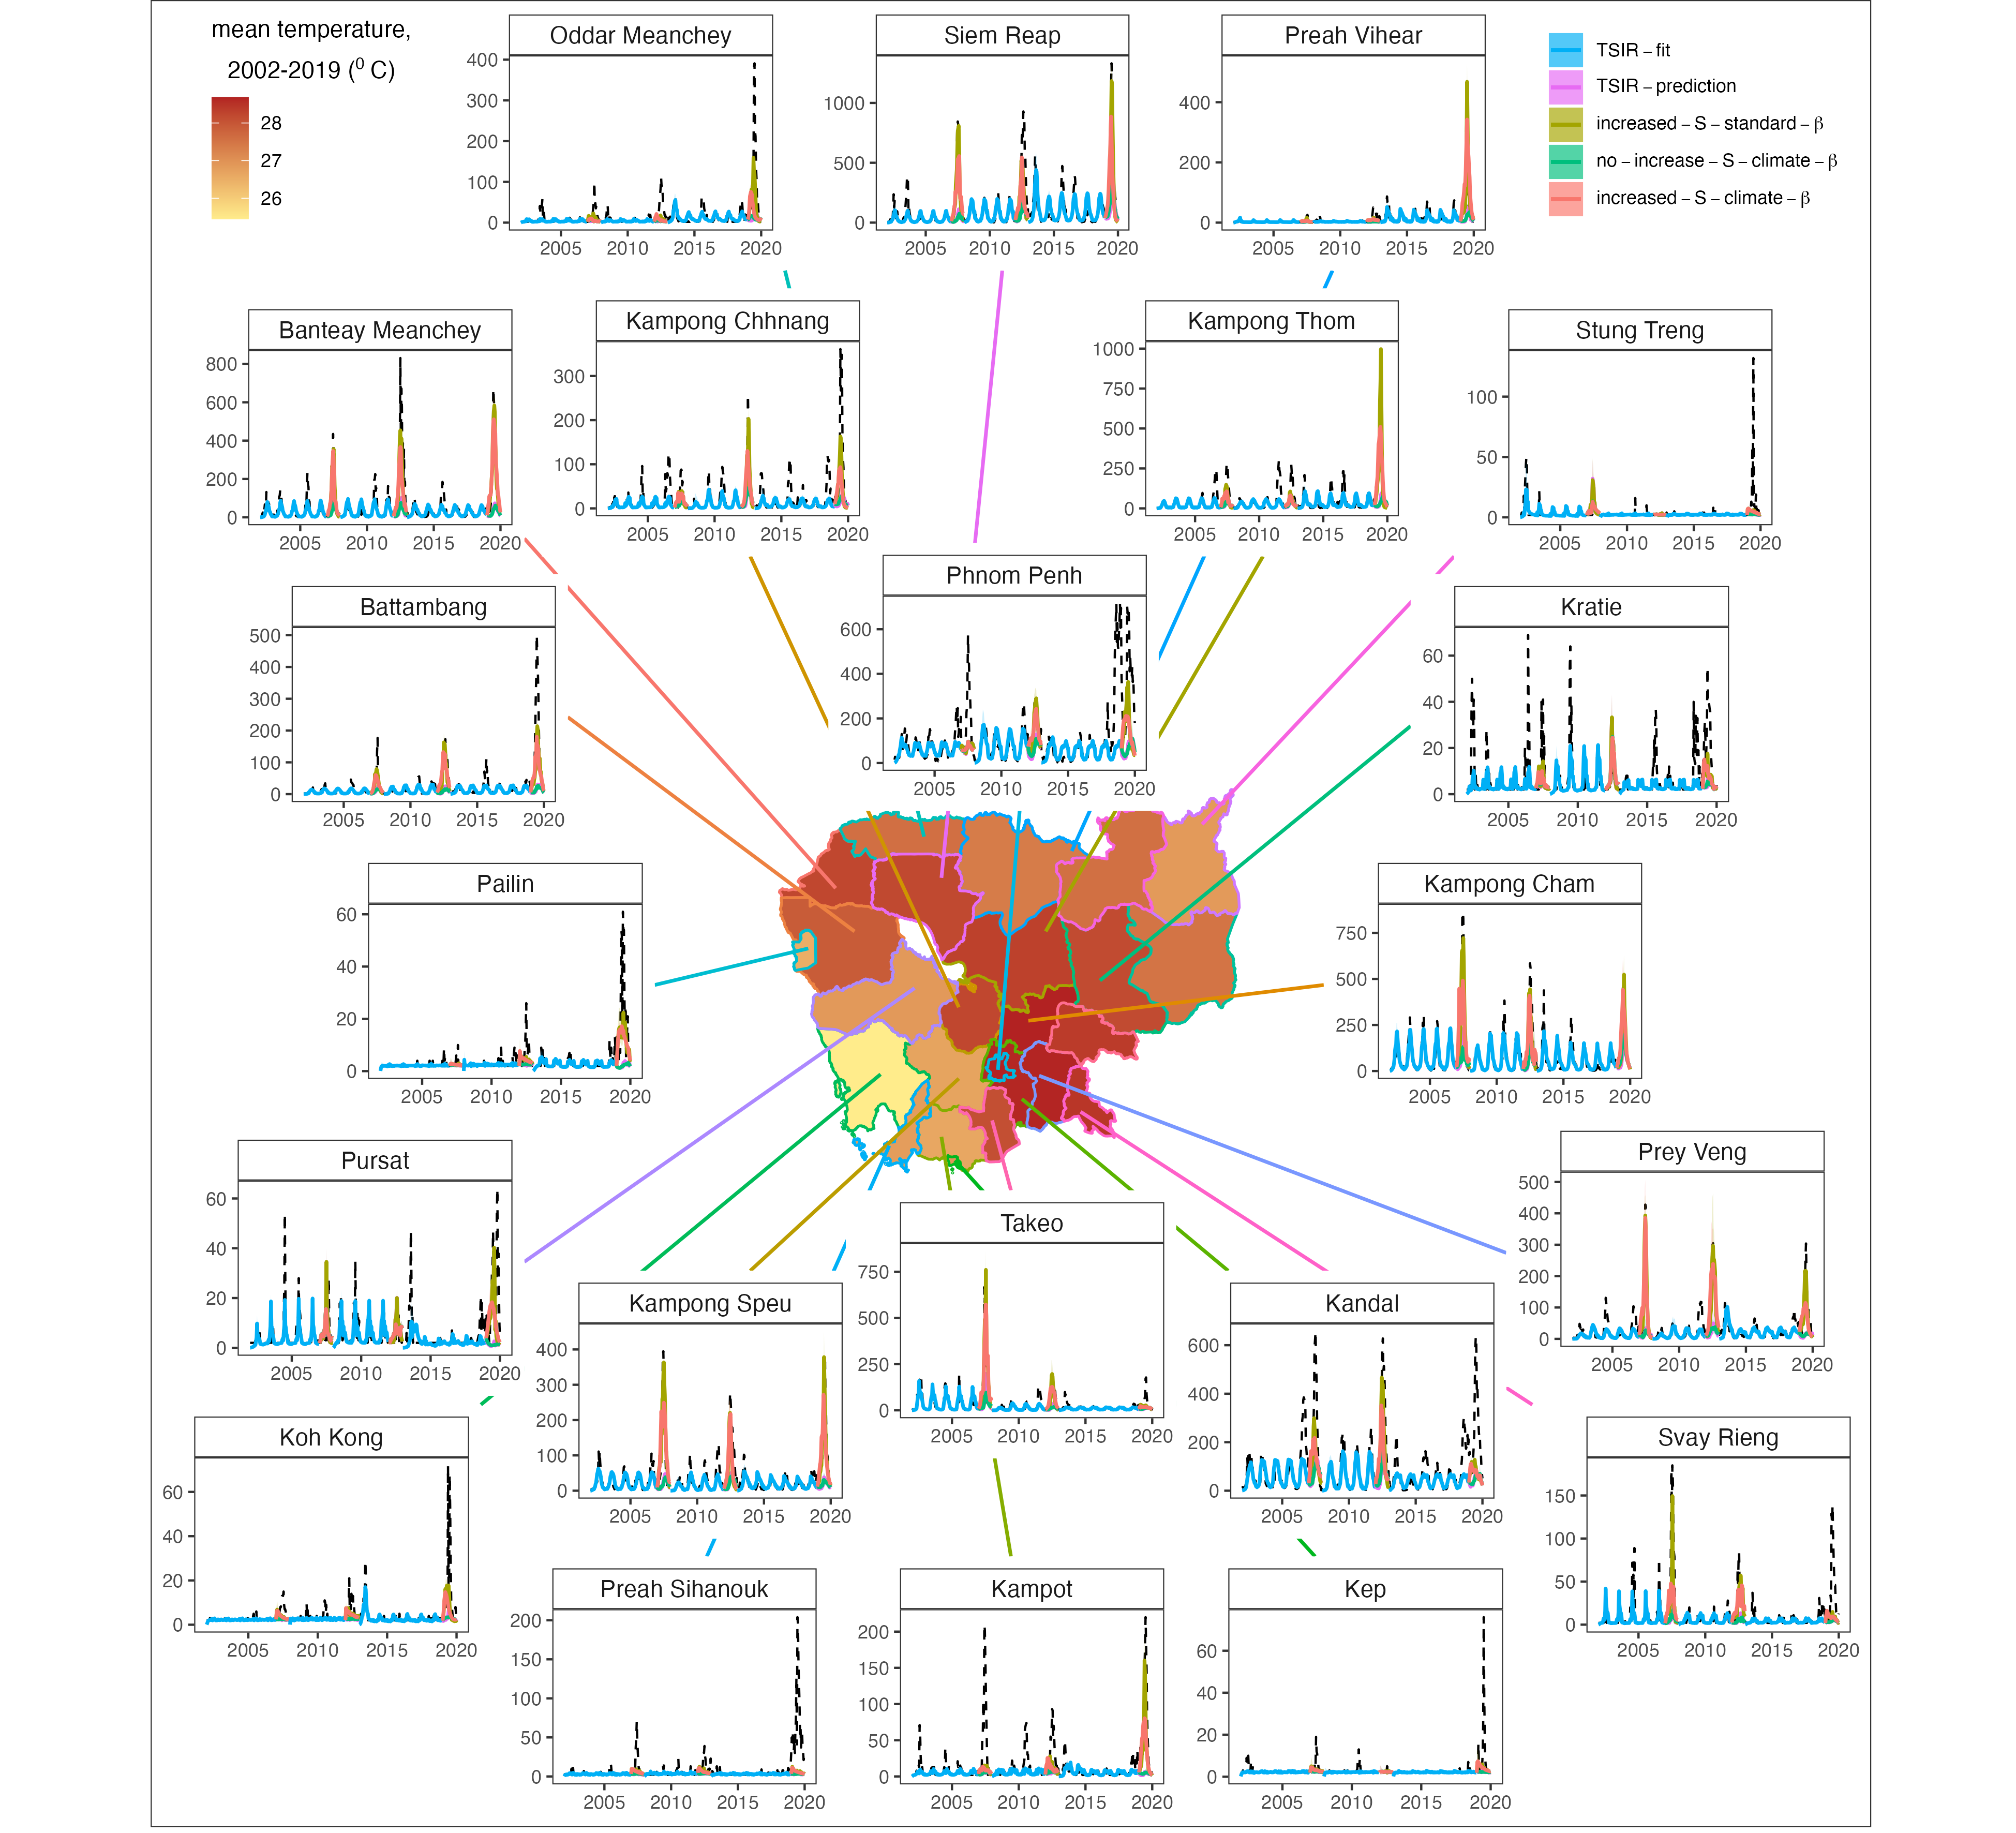 mean temperature,
2002-2019 (⁰ C)
28
27
26
Oddar Meanchey
400
300
200
100
0
2005 2010 2015 2020
Siem Reap
1000
500
0
2005 2010 2015 2020
Preah Vihear
400
200
0
2005 2010 2015 2020
TSIR – fit
TSIR – prediction
increased – S – standard – β
no – increase – S – climate – β
increased – S – climate – β
Banteay Meanchey
800
600
400
200
0
2005 2010 2015 2020
Kampong Chhnang
300
200
100
0
2005 2010 2015 2020
Kampong Thom
1000
750
500
250
0
2005 2010 2015 2020
Stung Treng
100
50
0
2005 2010 2015 2020
Phnom Penh
600
400
200
0
2005 2010 2015 2020
Battambang
500
400
300
200
100
0
2005 2010 2015 2020
Kratie
60
40
20
0
2005 2010 2015 2020
Pailin
60
40
20
0
2005 2010 2015 2020
Kampong Cham
750
500
250
0
2005 2010 2015 2020
Pursat
60
40
20
0
2005 2010 2015 2020
Prey Veng
500
400
300
200
100
0
2005 2010 2015 2020
Takeo
750
500
250
0
2005 2010 2015 2020
Kampong Speu
400
300
200
100
0
2005 2010 2015 2020
Kandal
600
400
200
0
2005 2010 2015 2020
Koh Kong
60
40
20
0
2005 2010 2015 2020
Svay Rieng
150
100
50
0
2005 2010 2015 2020
Preah Sihanouk
200
150
100
50
0
2005 2010 2015 2020
Kampot
200
150
100
50
0
2005 2010 2015 2020
Kep
60
40
20
0
2005 2010 2015 2020